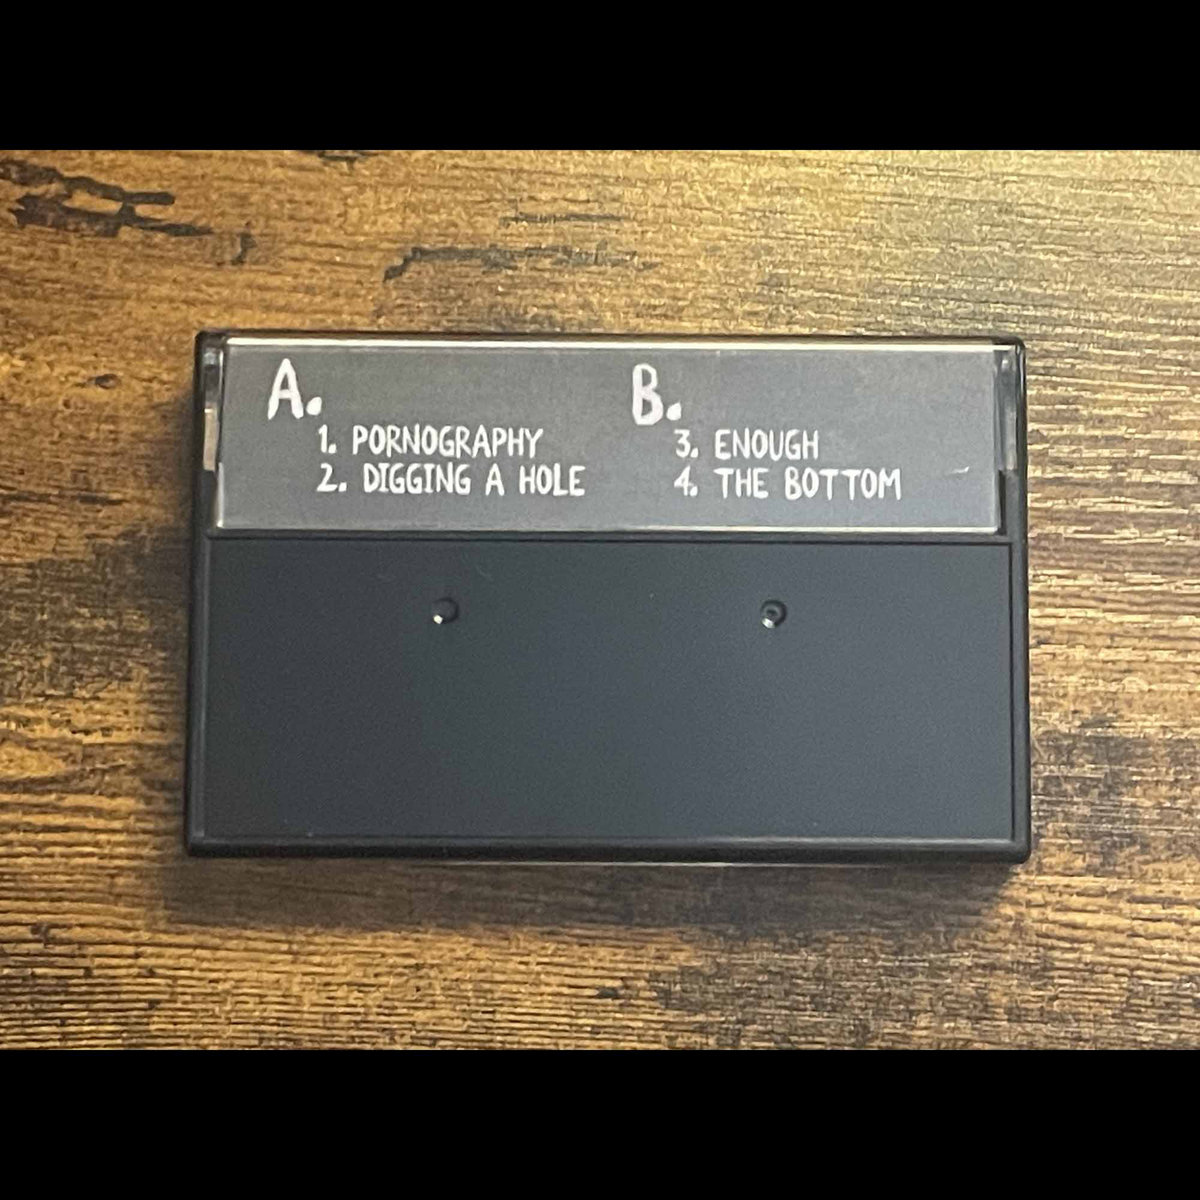 A.
1. PORNOGRAPHY
2. DIGGING A HOLE
B.
3. ENOUGH
4. THE BOTTOM